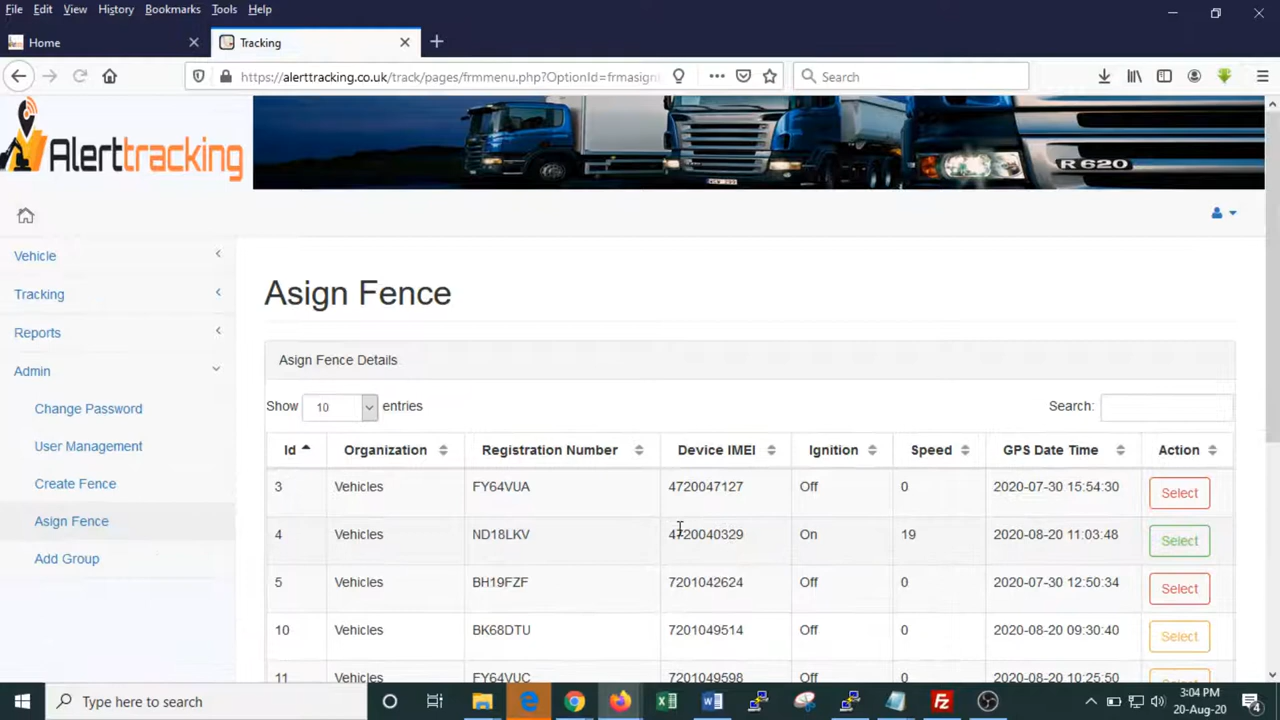 File Edit View History Bookmarks Tools Help
Home Tracking
https://alerttracking.co.uk/track/pages/frmmenu.php?OptionId=frmasign Search
Alerttracking R 620
Vehicle
Tracking
Reports
Admin
Change Password
User Management
Create Fence
Asign Fence
Add Group
Asign Fence
Asign Fence Details
Show 10 entries Search:
Id Organization Registration Number Device IMEI Ignition Speed GPS Date Time Action
3 Vehicles FY64VUA 4720047127 Off 0 2020-07-30 15:54:30 Select
4 Vehicles ND18LKV 4720040329 On 19 2020-08-20 11:03:48 Select
5 Vehicles BH19FZF 7201042624 Off 0 2020-07-30 12:50:34 Select
10 Vehicles BK68DTU 7201049514 Off 0 2020-08-20 09:30:40 Select
11 Vehicles FY64VUC 7201049598 Off 0 2020-08-20 10:25:50
Type here to search 3:04 PM
20-Aug-20 4